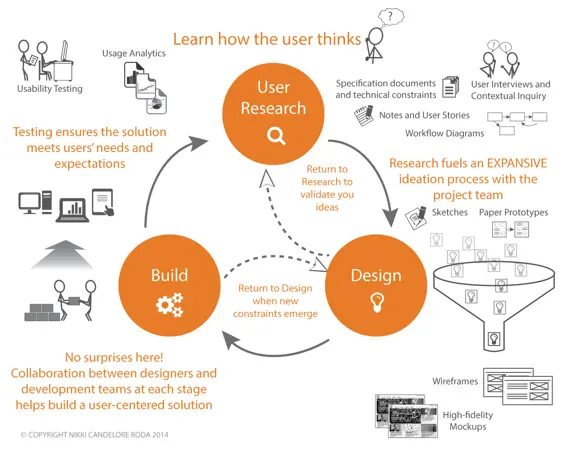 Learn how the user thinks
?
Usage Analytics
Usability Testing
User
Research
Specification documents
and technical constraints
?
!
User Interviews and
Contextual Inquiry
Notes and User Stories
Workflow Diagrams
Testing ensures the solution
meets users' needs and
expectations
Return to
Research to
validate you
ideas
Research fuels an EXPANSIVE
ideation process with the
project team
Sketches
Paper Prototypes
Build
Design
Return to Design
when new
constraints emerge
No surprises here!
Collaboration between designers and
development teams at each stage
helps build a user-centered solution
Wireframes
High-fidelity
Mockups
© COPYRIGHT NIKKI CANDELORE RODA 2014